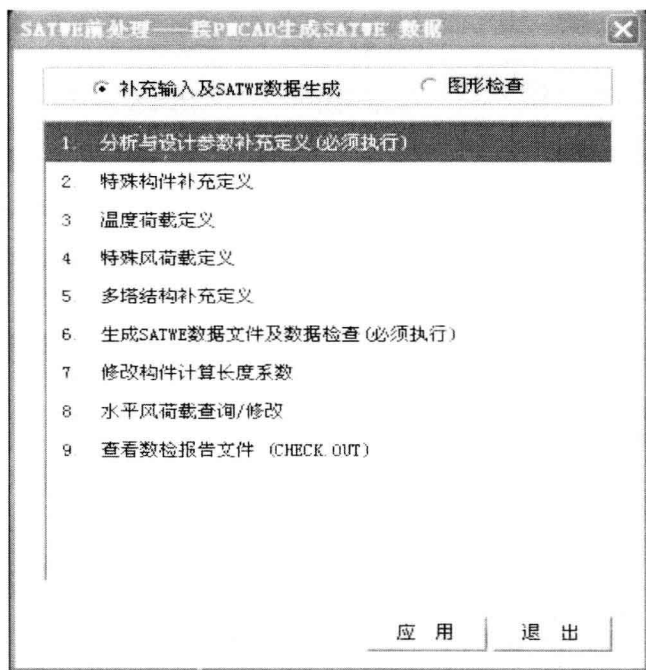 SATWE前处理——接PMCAD生成SATWE 数据
补充输入及SATWE数据生成 图形检查
1. 分析与设计参数补充定义(必须执行)
2. 特殊构件补充定义
3 温度荷载定义
4 特殊风荷载定义
5. 多塔结构补充定义
6. 生成SATWE数据文件及数据检查(必须执行)
7 修改构件计算长度系数
8 水平风荷载查询/修改
9 查看数检报告文件 (CHECK.OUT)
应 用 退 出